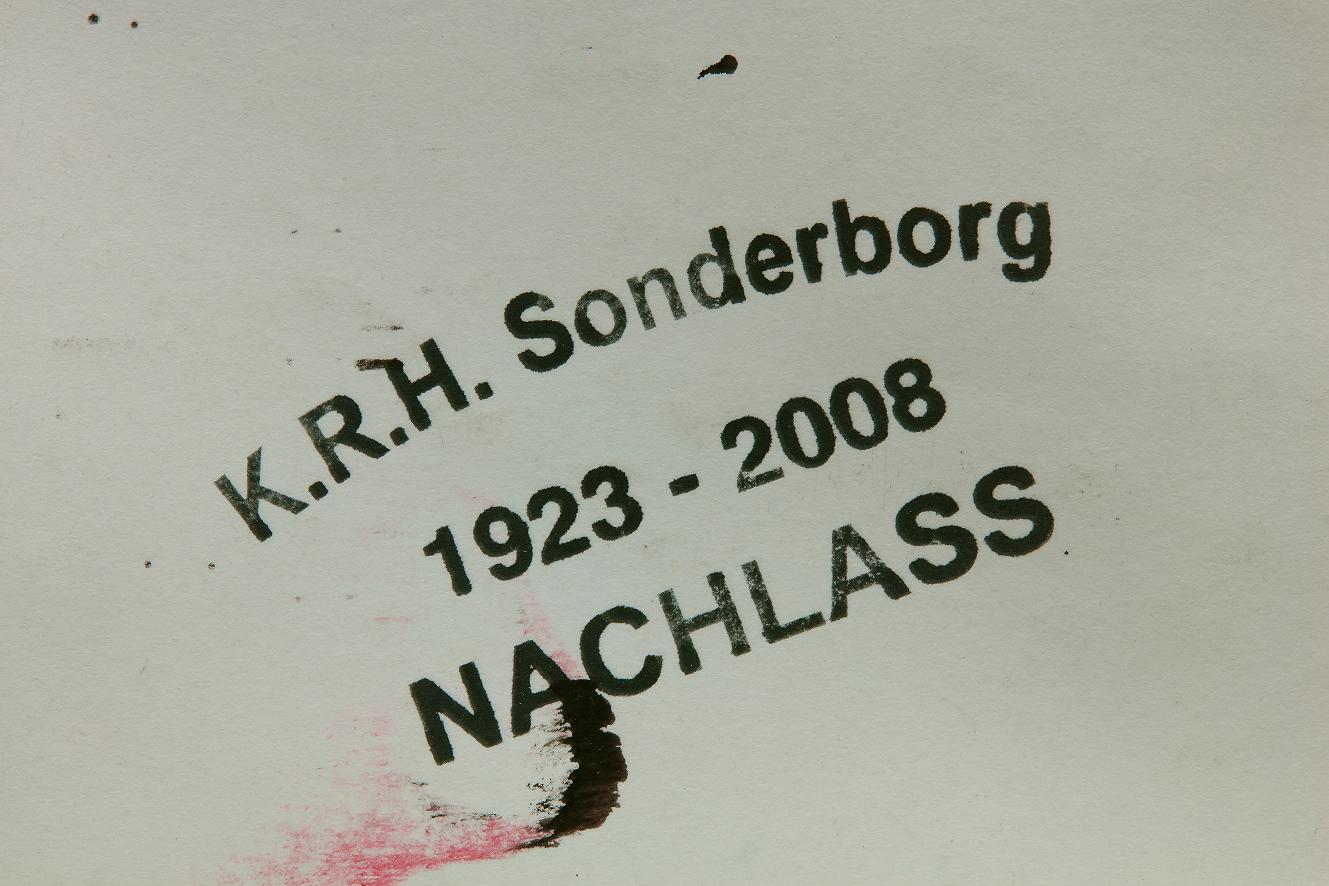 K.R.H. Sonderborg
1923 - 2008
NACHLASS